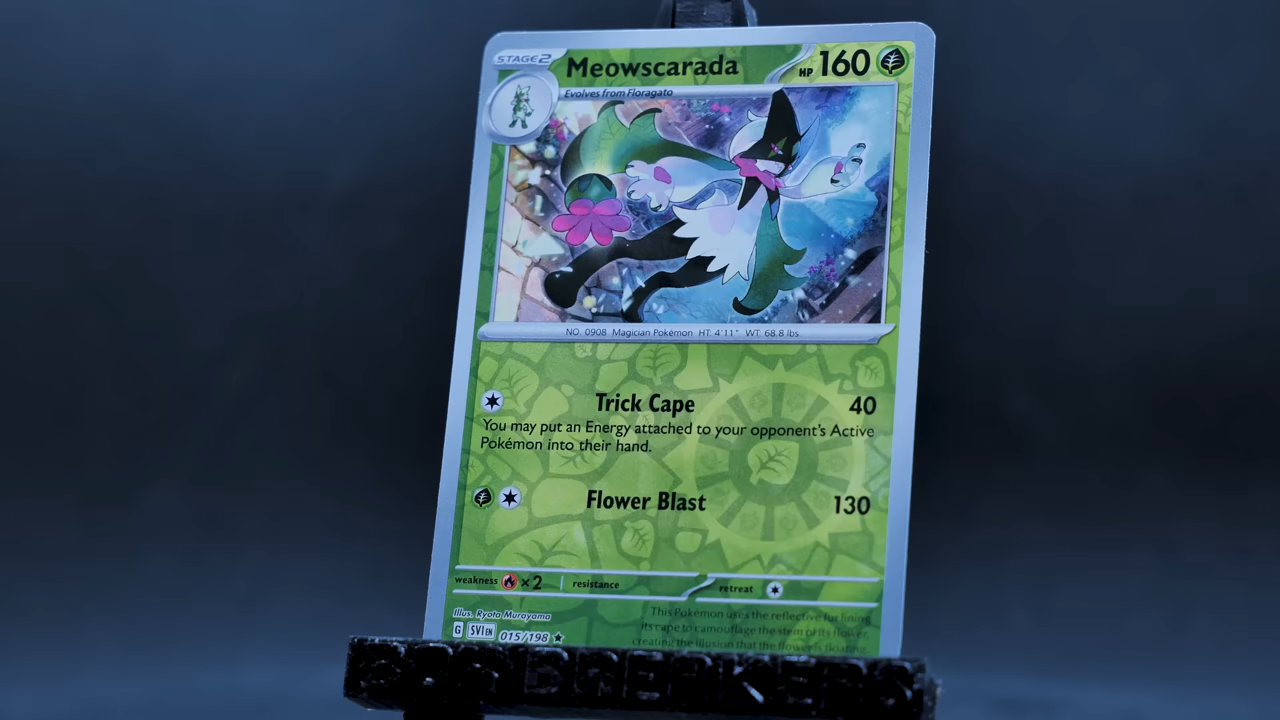 STAGE2
Meowscarada
HP 160
Evolves from Floragato
NO. 0908 Magician Pokémon HT: 4'11" WT: 68.8 lbs
Trick Cape 40
You may put an Energy attached to your opponent's Active
Pokémon into their hand.
Flower Blast 130
weakness ×2 resistance retreat
Illus. Ryota Murayama
G SVI EN 015/198
This Pokémon uses the reflective fur lining
its cape to camouflage the stem of its flower,
creating the illusion that the flower is floating.
BREAKERS